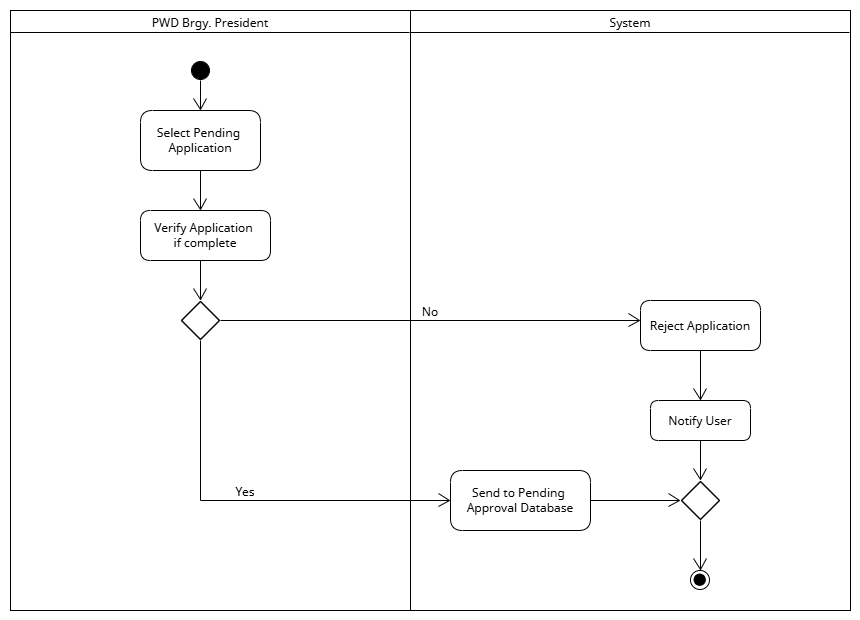 PWD Brgy. President
System
Select Pending
Application
Verify Application
if complete
No
Reject Application
Notify User
Yes
Send to Pending
Approval Database